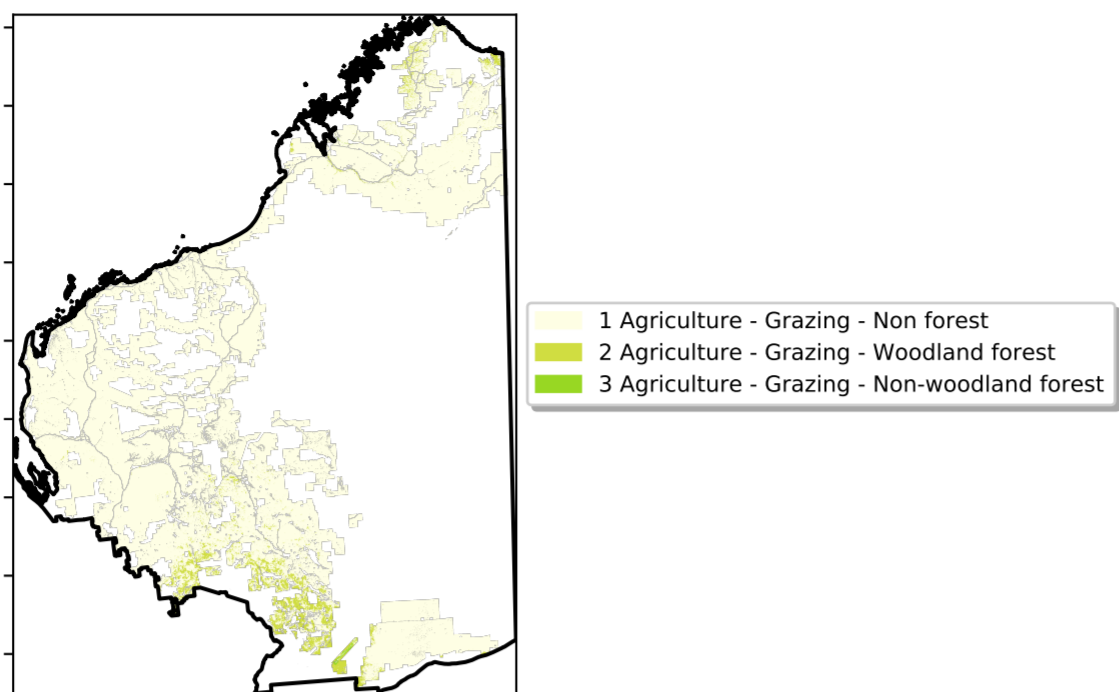 1 Agriculture - Grazing - Non forest
2 Agriculture - Grazing - Woodland forest
3 Agriculture - Grazing - Non-woodland forest